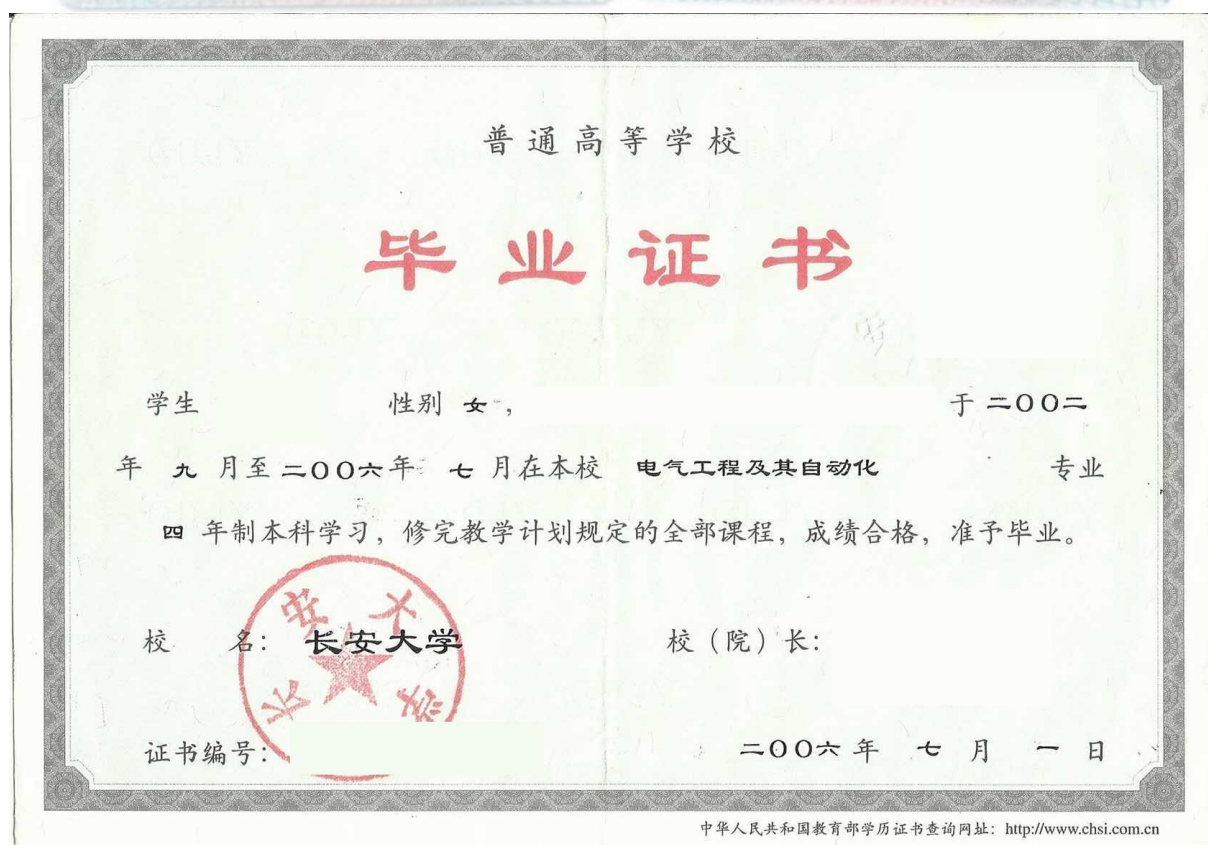 普通高等学校
毕业证书
学生 性别 女, 于 二〇〇二
年 九 月至 二〇〇六 年 七 月在本校 电气工程及其自动化 专业
四 年制本科学习，修完教学计划规定的全部课程，成绩合格，准予毕业。
校 名： 长安大学 校（院）长：
长安大学
证书编号： 二〇〇六 年 七 月 一 日
中华人民共和国教育部学历证书查询网址：http://www.chsi.com.cn